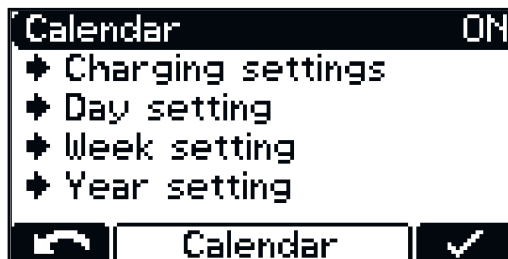 Calendar ON
Charging settings
Day setting
Week setting
Year setting
Calendar